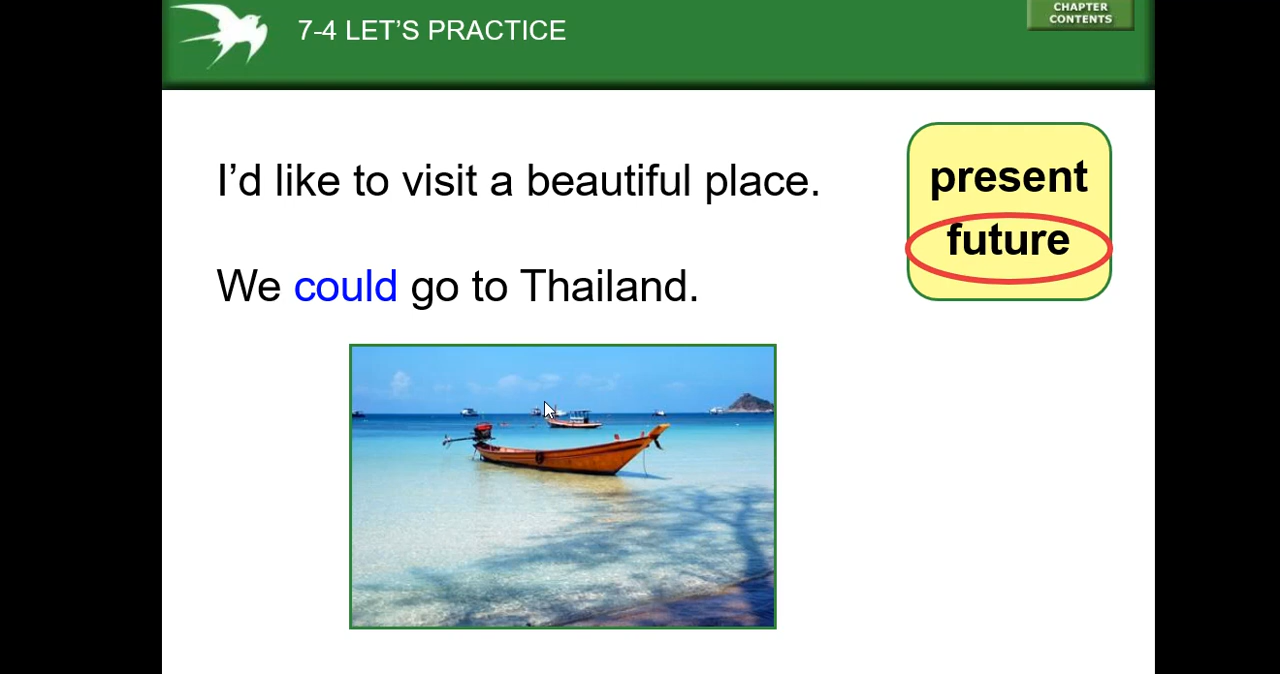 CHAPTER
CONTENTS
7-4 LET’S PRACTICE
I’d like to visit a beautiful place.
present
future
We could go to Thailand.